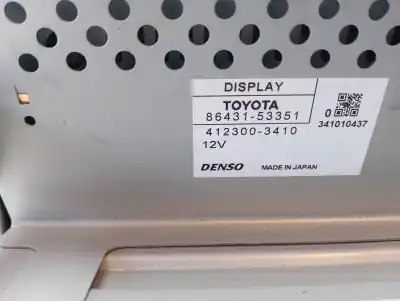 DISPLAY
TOYOTA
86431-53351
412300-3410
12V
0
341010437
DENSO MADE IN JAPAN